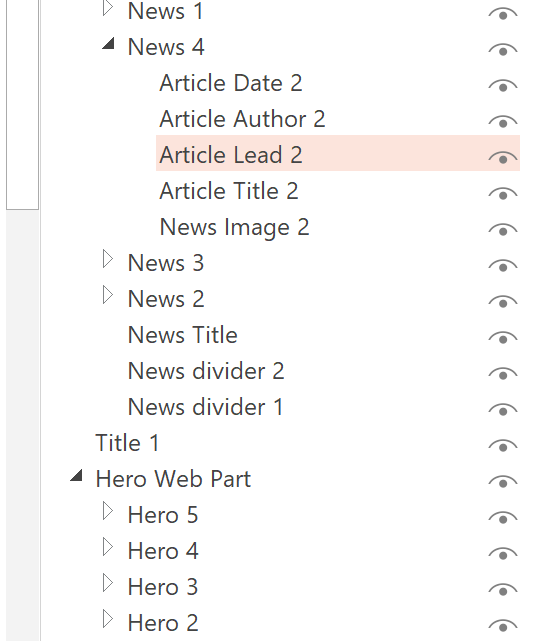 News 1
News 4
Article Date 2
Article Author 2
Article Lead 2
Article Title 2
News Image 2
News 3
News 2
News Title
News divider 2
News divider 1
Title 1
Hero Web Part
Hero 5
Hero 4
Hero 3
Hero 2